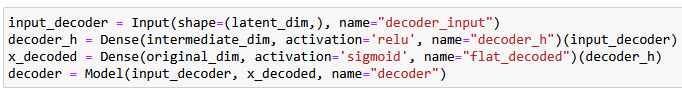 input_decoder = Input(shape=(latent_dim,), name="decoder_input")
decoder_h = Dense(intermediate_dim, activation='relu', name="decoder_h")(input_decoder)
x_decoded = Dense(original_dim, activation='sigmoid', name="flat_decoded")(decoder_h)
decoder = Model(input_decoder, x_decoded, name="decoder")